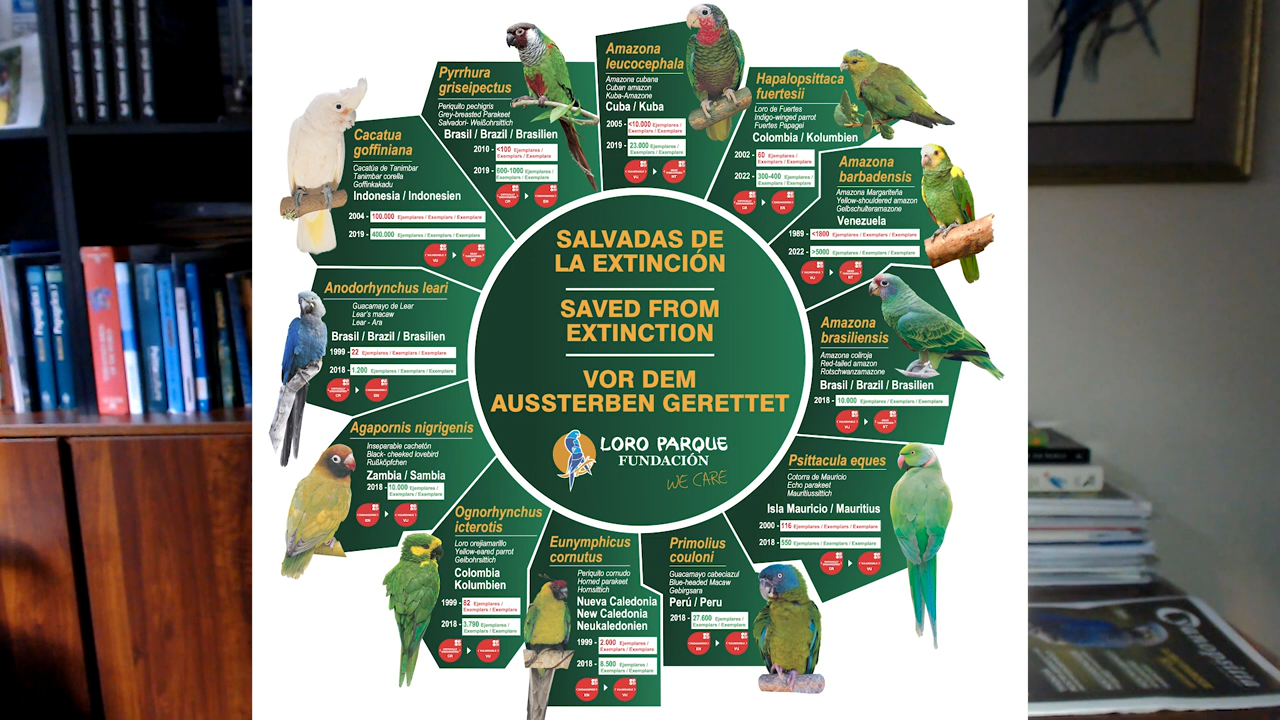 SALVADAS DE
LA EXTINCIÓN
SAVED FROM
EXTINCTION
VOR DEM
AUSSTERBEN GERETTET
LORO PARQUE
FUNDACIÓN
WE CARE
Amazona
leucocephala
Amazona cubana
Cuban amazon
Kuba-Amazone
Cuba / Kuba
2005 - <10.000 Ejemplares /
Exemplars / Exemplare
2019 - 23.000 Ejemplares /
Exemplars / Exemplare
Hapalopsittaca
fuertesii
Loro de Fuertes
Indigo-winged parrot
Fuertes Papagei
Colombia / Kolumbien
2002 - 60 Ejemplares /
Exemplars / Exemplare
2022 - 300-400 Ejemplares /
Exemplars / Exemplare
Amazona
barbadensis
Amazona Margariteña
Yellow-shouldered amazon
Gelbschulteramazone
Venezuela
1989 - <1800 Ejemplares / Exemplars / Exemplare
2022 - >5000 Ejemplares / Exemplars / Exemplare
Amazona
brasiliensis
Amazona coliroja
Red-tailed amazon
Rotschwanzamazone
Brasil / Brazil / Brasilien
2018 - 10.000 Ejemplares / Exemplars / Exemplare
Psittacula eques
Cotorra de Mauricio
Echo parakeet
Mauritiussittich
Isla Mauricio / Mauritius
2000 - 116 Ejemplares / Exemplars / Exemplare
2018 - 550 Ejemplares / Exemplars / Exemplare
Primolius
couloni
Guacamayo cabeciazul
Blue-headed Macaw
Gebirgsara
Perú / Peru
2018 - 27.600 Ejemplares /
Exemplars / Exemplare
Eunymphicus
cornutus
Periquito cornudo
Horned parakeet
Hornsittich
Nueva Caledonia
New Caledonia
Neukaledonien
1999 - 2.000 Ejemplares /
Exemplars / Exemplare
2018 - 8.500 Ejemplares /
Exemplars / Exemplare
Ognorhynchus
icterotis
Loro orejiamarillo
Yellow-eared parrot
Gelbohrsittich
Colombia
Kolumbien
1999 - 82 Ejemplares /
Exemplars / Exemplare
2018 - 3.790 Ejemplares /
Exemplars / Exemplare
Agapornis nigrigenis
Inseparable cachetón
Black- cheeked lovebird
Rußköpfchen
Zambia / Sambia
2018 - 10.000 Ejemplares /
Exemplars / Exemplare
Anodorhynchus leari
Guacamayo de Lear
Lear's macaw
Lear - Ara
Brasil / Brazil / Brasilien
1999 - 22 Ejemplares / Exemplars / Exemplare
2018 - 1.200 Ejemplares / Exemplars / Exemplare
Cacatua
goffiniana
Cacatúa de Tanimbar
Tanimbar corella
Goffinkakadu
Indonesia / Indonesien
2004 - 100.000 Ejemplares / Exemplars / Exemplare
2019 - 400.000 Ejemplares / Exemplars / Exemplare
Pyrrhura
griseipectus
Periquito pechigris
Grey-breasted Parakeet
Salvadori- Weißohrsittich
Brasil / Brazil / Brasilien
2010 - <100 Ejemplares /
Exemplars / Exemplare
2019 - 600-1000 Ejemplares /
Exemplars / Exemplare